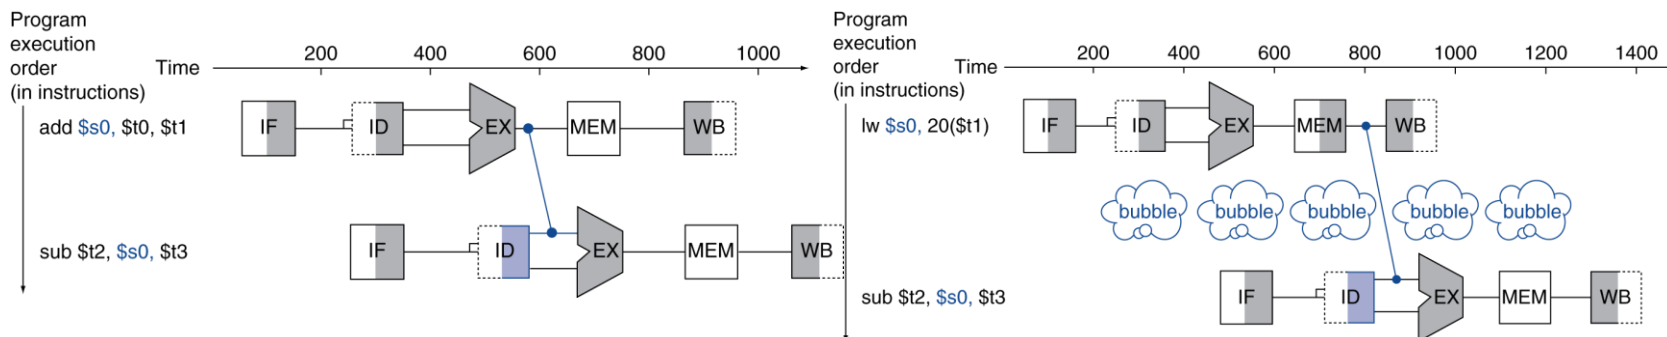 Program
execution
order
(in instructions)
Time
200 400 600 800 1000
add $s0, $t0, $t1
IF ID EX MEM WB
sub $t2, $s0, $t3
IF ID EX MEM WB
Program
execution
order
(in instructions)
Time
200 400 600 800 1000 1200 1400
lw $s0, 20($t1)
IF ID EX MEM WB
bubble bubble bubble bubble bubble
sub $t2, $s0, $t3
IF ID EX MEM WB